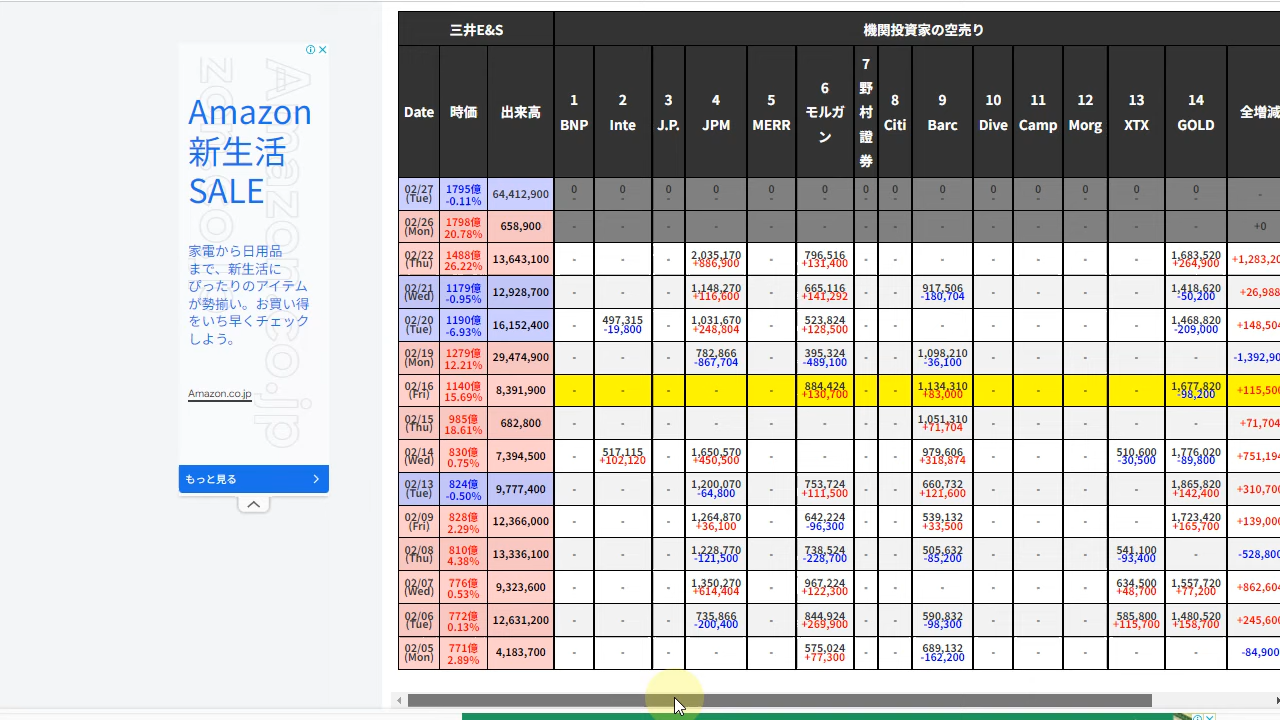 三井E&S 機関投資家の空売り
Date 時価 出来高 1 BNP 2 Inte 3 J.P. 4 JPM 5 MERR 6 モルガン 7 野村證券 8 Citi 9 Barc 10 Dive 11 Camp 12 Morg 13 XTX 14 GOLD 全増減
02/27 (Tue) 1795億 -0.11% 64,412,900 0 - 0 - 0 - 0 - 0 - 0 - 0 - 0 - 0 - 0 - 0 - 0 - 0 - 0 - -
02/26 (Mon) 1798億 20.78% 658,900 - - - - - - - - - - - - - - +0
02/22 (Thu) 1488億 26.22% 13,643,100 - - - 2,035,170 +886,900 - 796,516 +131,400 - - - - - - - 1,683,520 +264,900 +1,283,20
02/21 (Wed) 1179億 -0.95% 12,928,700 - - - 1,148,270 +116,600 - 665,116 +141,292 - - 917,506 -180,704 - - - - 1,418,620 -50,200 +26,988
02/20 (Tue) 1190億 -6.93% 16,152,400 - 497,315 -19,800 - 1,031,670 +248,804 - 523,824 +128,500 - - - - - - - 1,468,820 -209,000 +148,504
02/19 (Mon) 1279億 12.21% 29,474,900 - - - 782,866 -867,704 - 395,324 -489,100 - - 1,098,210 -36,100 - - - - - -1,392,90
02/16 (Fri) 1140億 15.69% 8,391,900 - - - - - 884,424 +130,700 - - 1,134,310 +83,000 - - - - 1,677,820 -98,200 +115,500
02/15 (Thu) 985億 18.61% 682,800 - - - - - - - - 1,051,310 +71,704 - - - - - +71,704
02/14 (Wed) 830億 0.75% 7,394,500 - 517,115 +102,120 - 1,650,570 +450,500 - - - - 979,606 +318,874 - - - 510,600 -30,500 1,776,020 -89,800 +751,194
02/13 (Tue) 824億 -0.50% 9,777,400 - - - 1,200,070 -64,800 - 753,724 +111,500 - - 660,732 +121,600 - - - - 1,865,820 +142,400 +310,700
02/09 (Fri) 828億 2.29% 12,366,000 - - - 1,264,870 +36,100 - 642,224 -96,300 - - 539,132 +33,500 - - - - 1,723,420 +165,700 +139,000
02/08 (Thu) 810億 4.38% 13,336,100 - - - 1,228,770 -121,500 - 738,524 -228,700 - - 505,632 -85,200 - - - 541,100 -93,400 - -528,800
02/07 (Wed) 776億 0.53% 9,323,600 - - - 1,350,270 +614,404 - 967,224 +122,300 - - - - - - 634,500 +48,700 1,557,720 +77,200 +862,604
02/06 (Tue) 772億 0.13% 12,631,200 - - - 735,866 -200,400 - 844,924 +269,900 - - 590,832 -98,300 - - - 585,800 +115,700 1,480,520 +158,700 +245,600
02/05 (Mon) 771億 2.89% 4,183,700 - - - - - 575,024 +77,300 - - 689,132 -162,200 - - - - - -84,900
Amazon
新生活
SALE
家電から日用品
まで、新生活に
ぴったりのアイテム
が勢揃い。お買い得
をいち早くチェック
しよう。
Amazon.co.jp
もっと見る
Amazon.co.jp